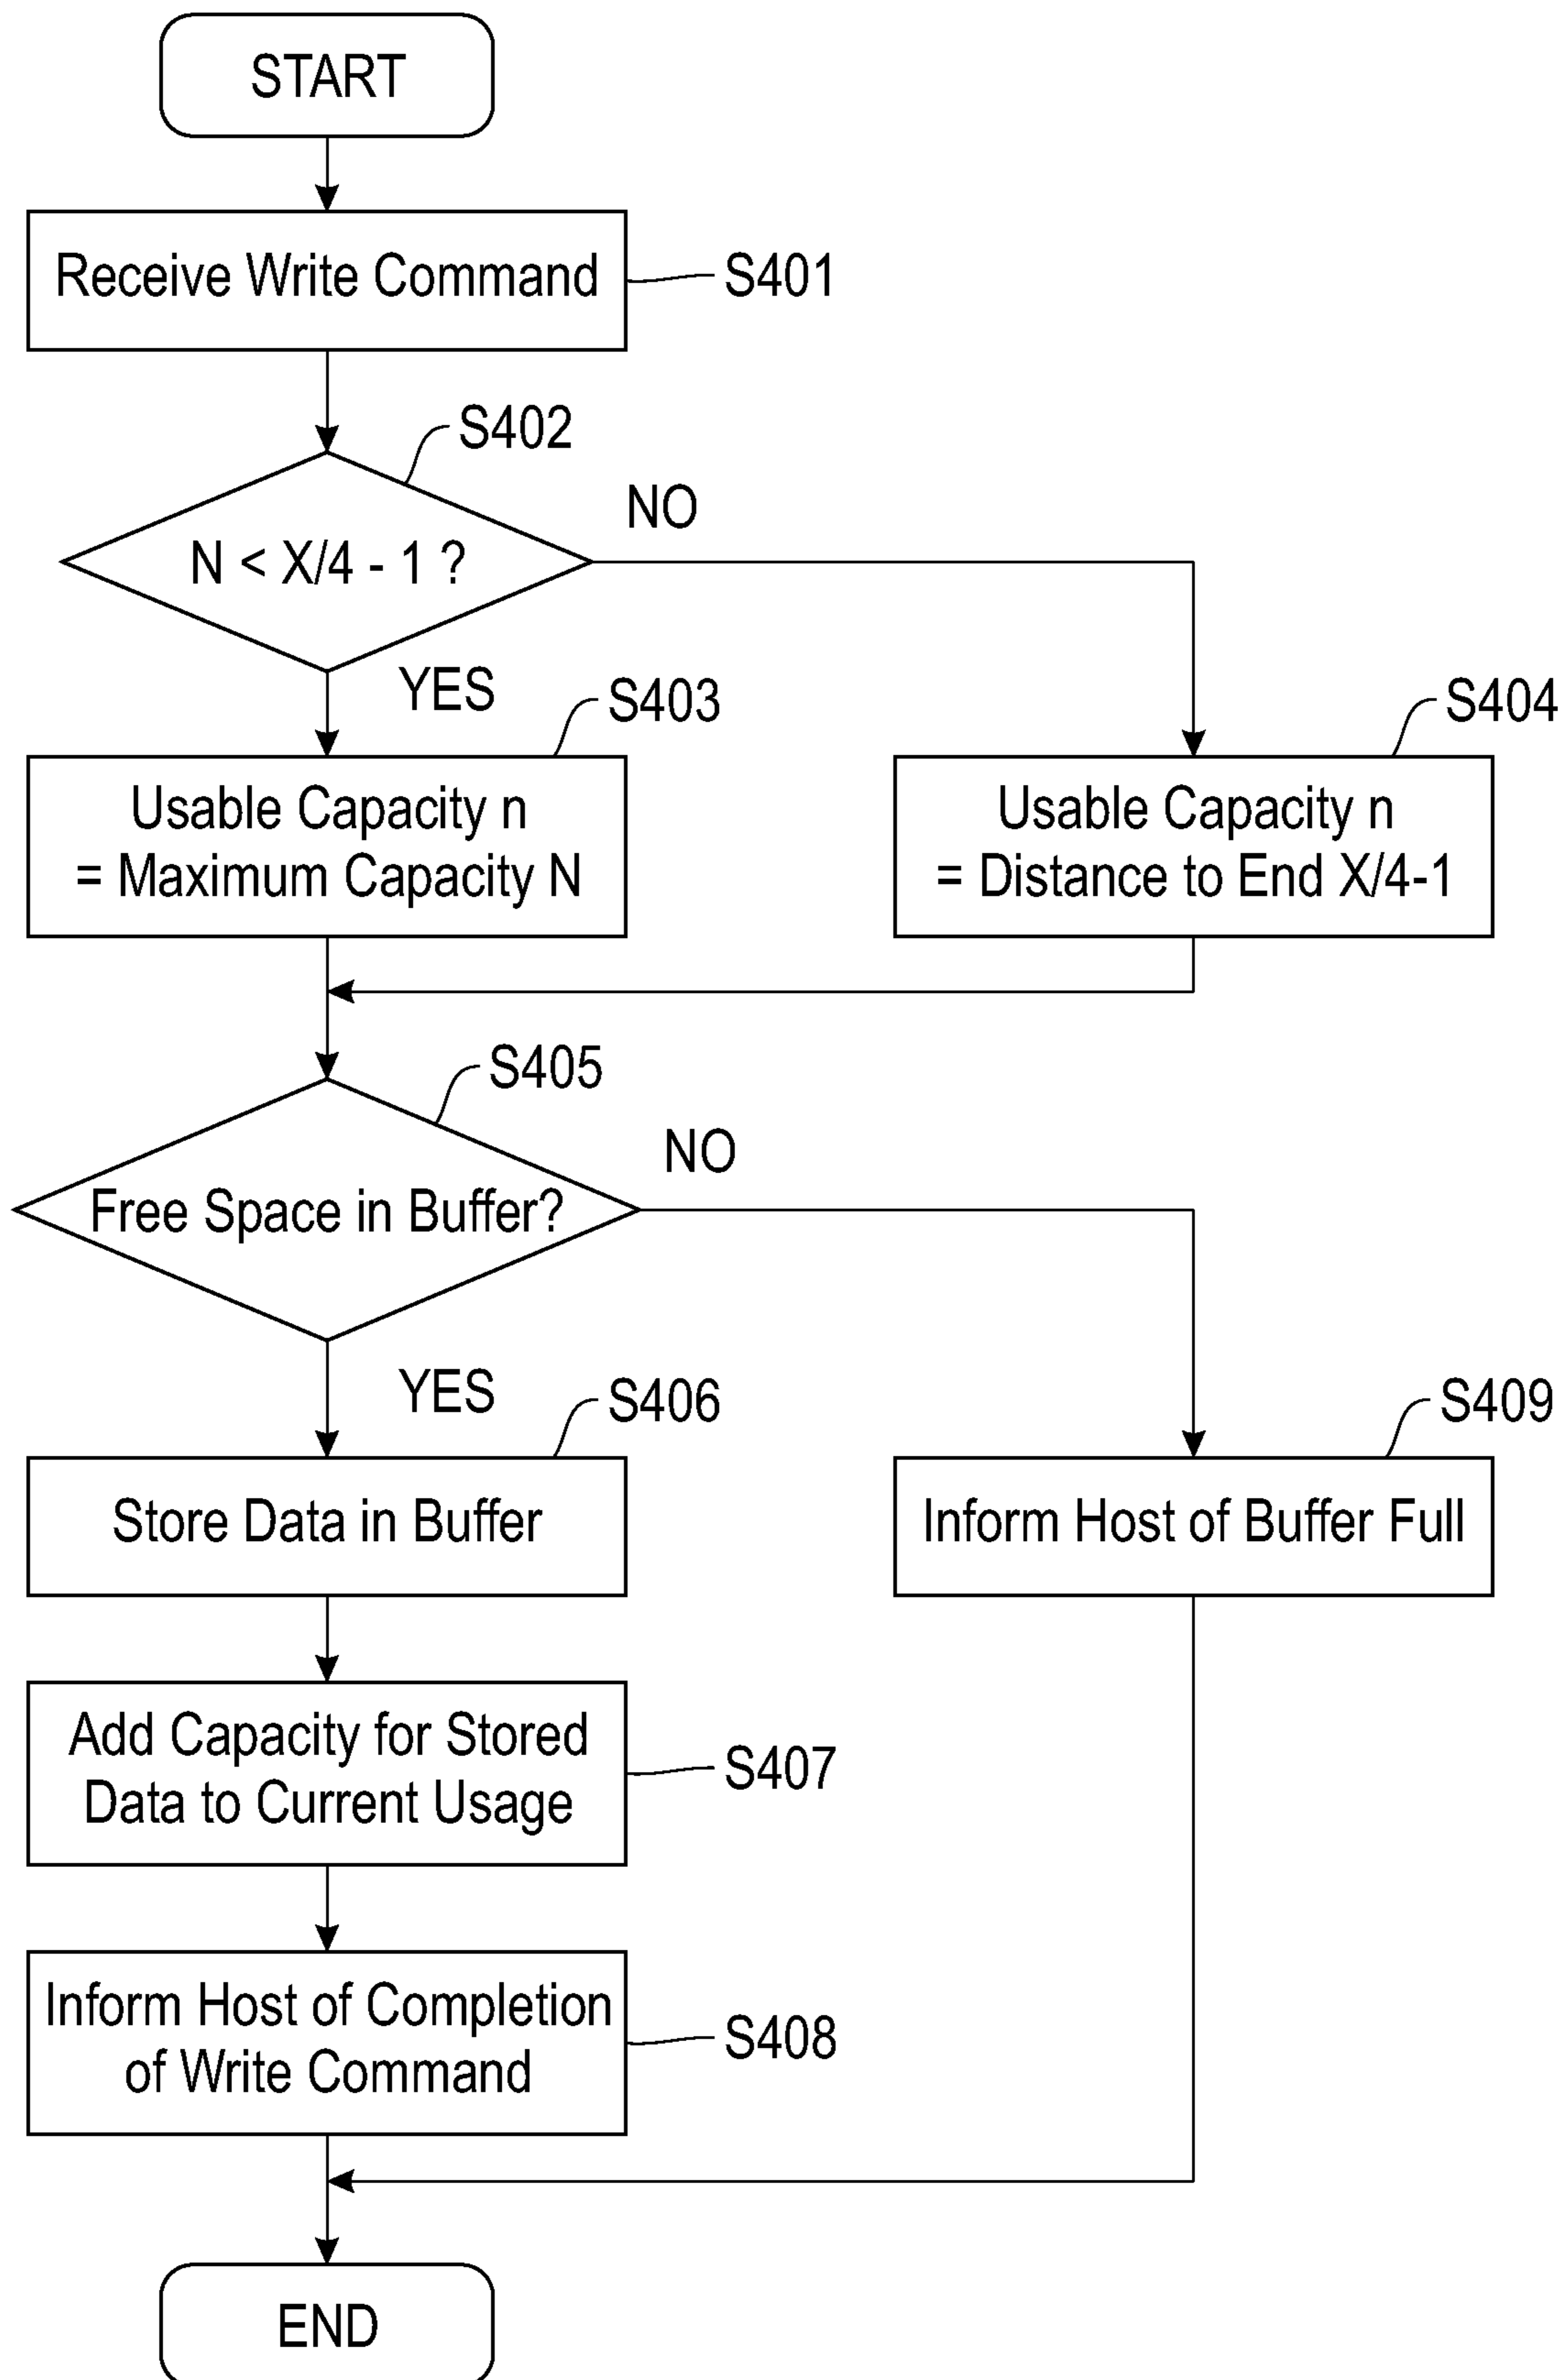 START
Receive Write Command
S401
S402
NO
N < X/4 - 1 ?
YES
S403
S404
Usable Capacity n
= Maximum Capacity N
Usable Capacity n
= Distance to End X/4-1
S405
NO
Free Space in Buffer?
YES
S406
S409
Store Data in Buffer
Inform Host of Buffer Full
Add Capacity for Stored
Data to Current Usage
S407
Inform Host of Completion
of Write Command
S408
END